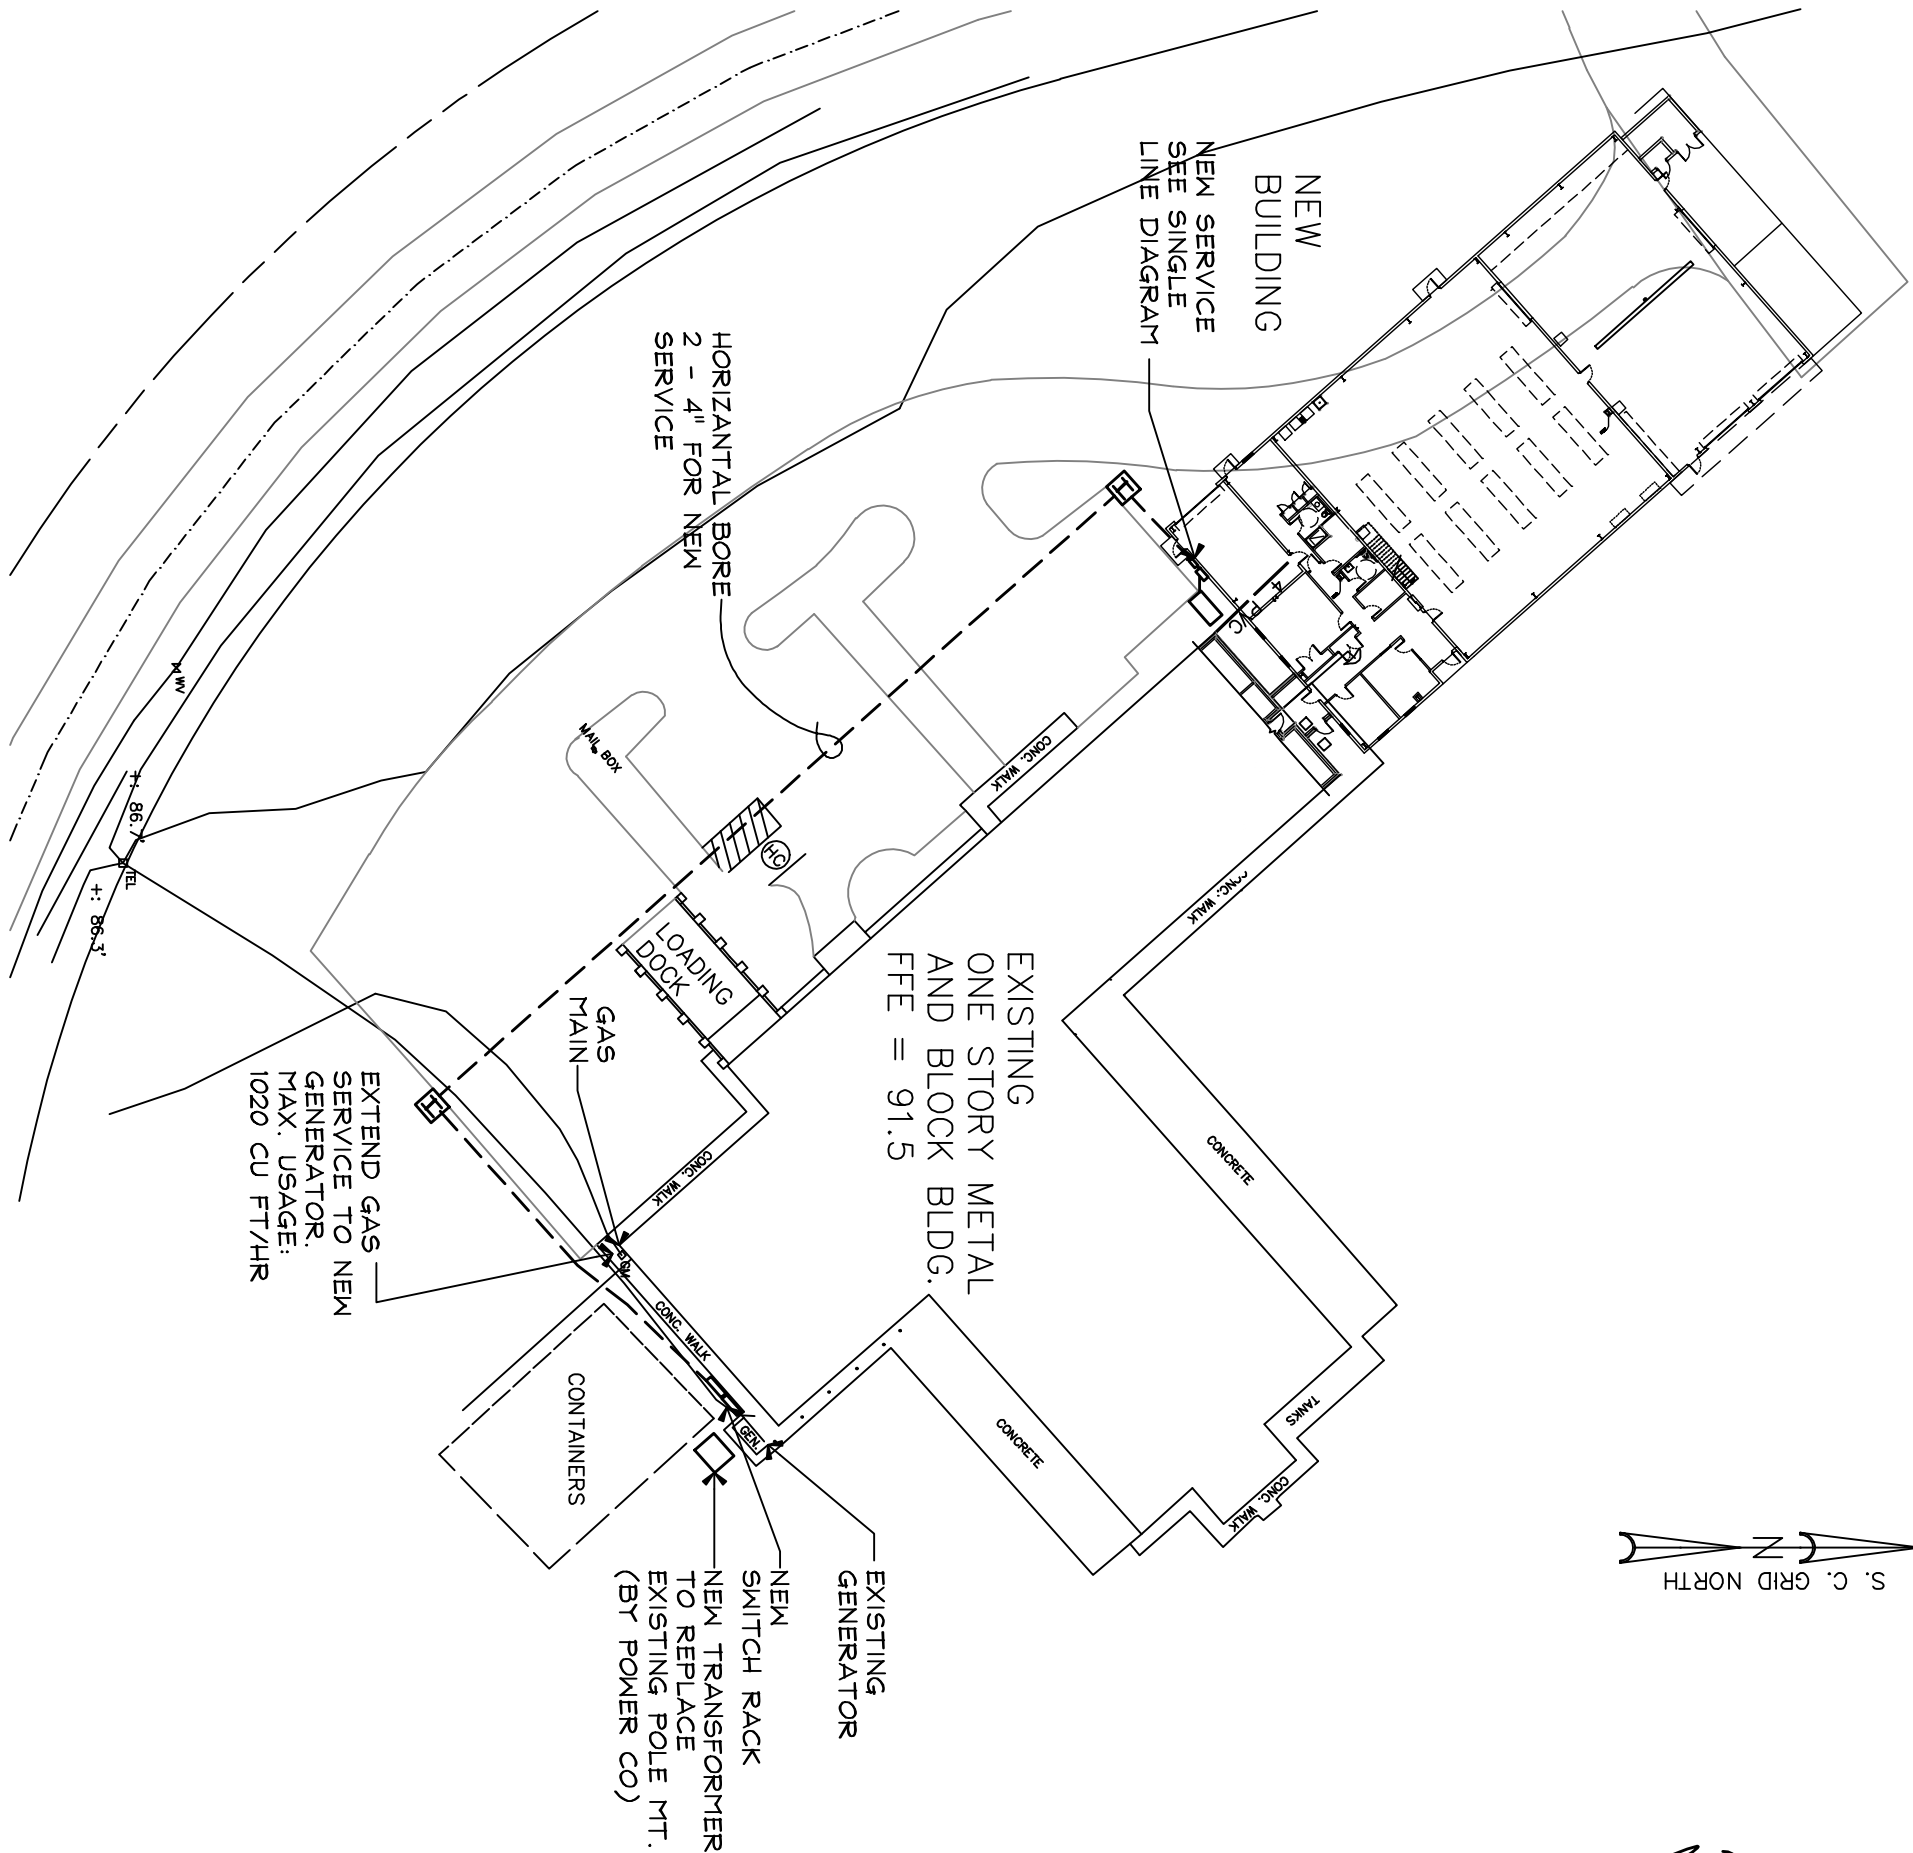 NEW
BUILDING
NEW SERVICE
SEE SINGLE
LINE DIAGRAM
HORIZANTAL BORE
2 - 4" FOR NEW
SERVICE
4"
C
WV
MAIL BOX
HC
CONC. WALK
CONC. WALK
+: 86.7'
TEL
+: 86.3'
LOADING
DOCK
EXISTING
ONE STORY METAL
AND BLOCK BLDG.
FFE = 91.5
GAS
MAIN
EXTEND GAS
SERVICE TO NEW
GENERATOR.
MAX. USAGE:
1020 CU FT/HR
CONC. WALK
GM
CONC. WALK
CONCRETE
CONCRETE
TANKS
CONC.
WALK
CONTAINERS
GEN.
EXISTING
GENERATOR
NEW
SWITCH RACK
NEW TRANSFORMER
TO REPLACE
EXISTING POLE MT.
(BY POWER CO)
N
S. C. GRID NORTH